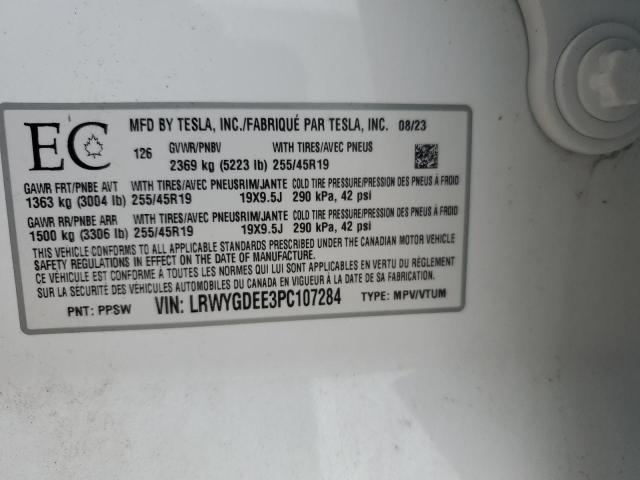 EC
MFD BY TESLA, INC./FABRIQUÉ PAR TESLA, INC. 08/23
126 GVWR/PNBV WITH TIRES/AVEC PNEUS
2369 kg (5223 lb) 255/45R19
GAWR FRT/PNBE AVT WITH TIRES/AVEC PNEUS RIM/JANTE COLD TIRE PRESSURE/PRESSION DES PNEUS À FROID
1363 kg (3004 lb) 255/45R19 19X9.5J 290 kPa, 42 psi
GAWR RR/PNBE ARR WITH TIRES/AVEC PNEUS RIM/JANTE COLD TIRE PRESSURE/PRESSION DES PNEUS À FROID
1500 kg (3306 lb) 255/45R19 19X9.5J 290 kPa, 42 psi
THIS VEHICLE CONFORMS TO ALL APPLICABLE STANDARDS PRESCRIBED UNDER THE CANADIAN MOTOR VEHICLE
SAFETY REGULATIONS IN EFFECT ON THE DATE OF MANUFACTURE
CE VÉHICULE EST CONFORME À TOUTES LES NORMES QUI LUI SONT APPLICABLES EN VERTU DU RÈGLEMENT
SUR LA SÉCURITÉ DES VÉHICULES AUTOMOBILES DU CANADA EN VIGUEUR À LA DATE DE SA FABRICATION.
PNT: PPSW VIN: LRWYGDEE3PC107284 TYPE: MPV/VTUM